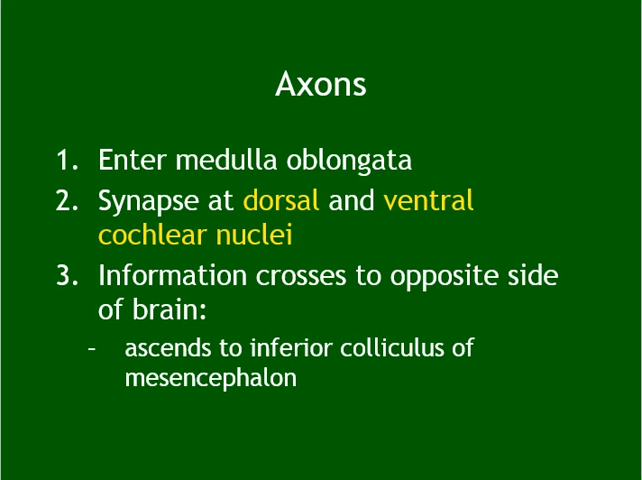 Axons
1. Enter medulla oblongata
2. Synapse at dorsal and ventral
cochlear nuclei
3. Information crosses to opposite side
of brain:
– ascends to inferior colliculus of
mesencephalon